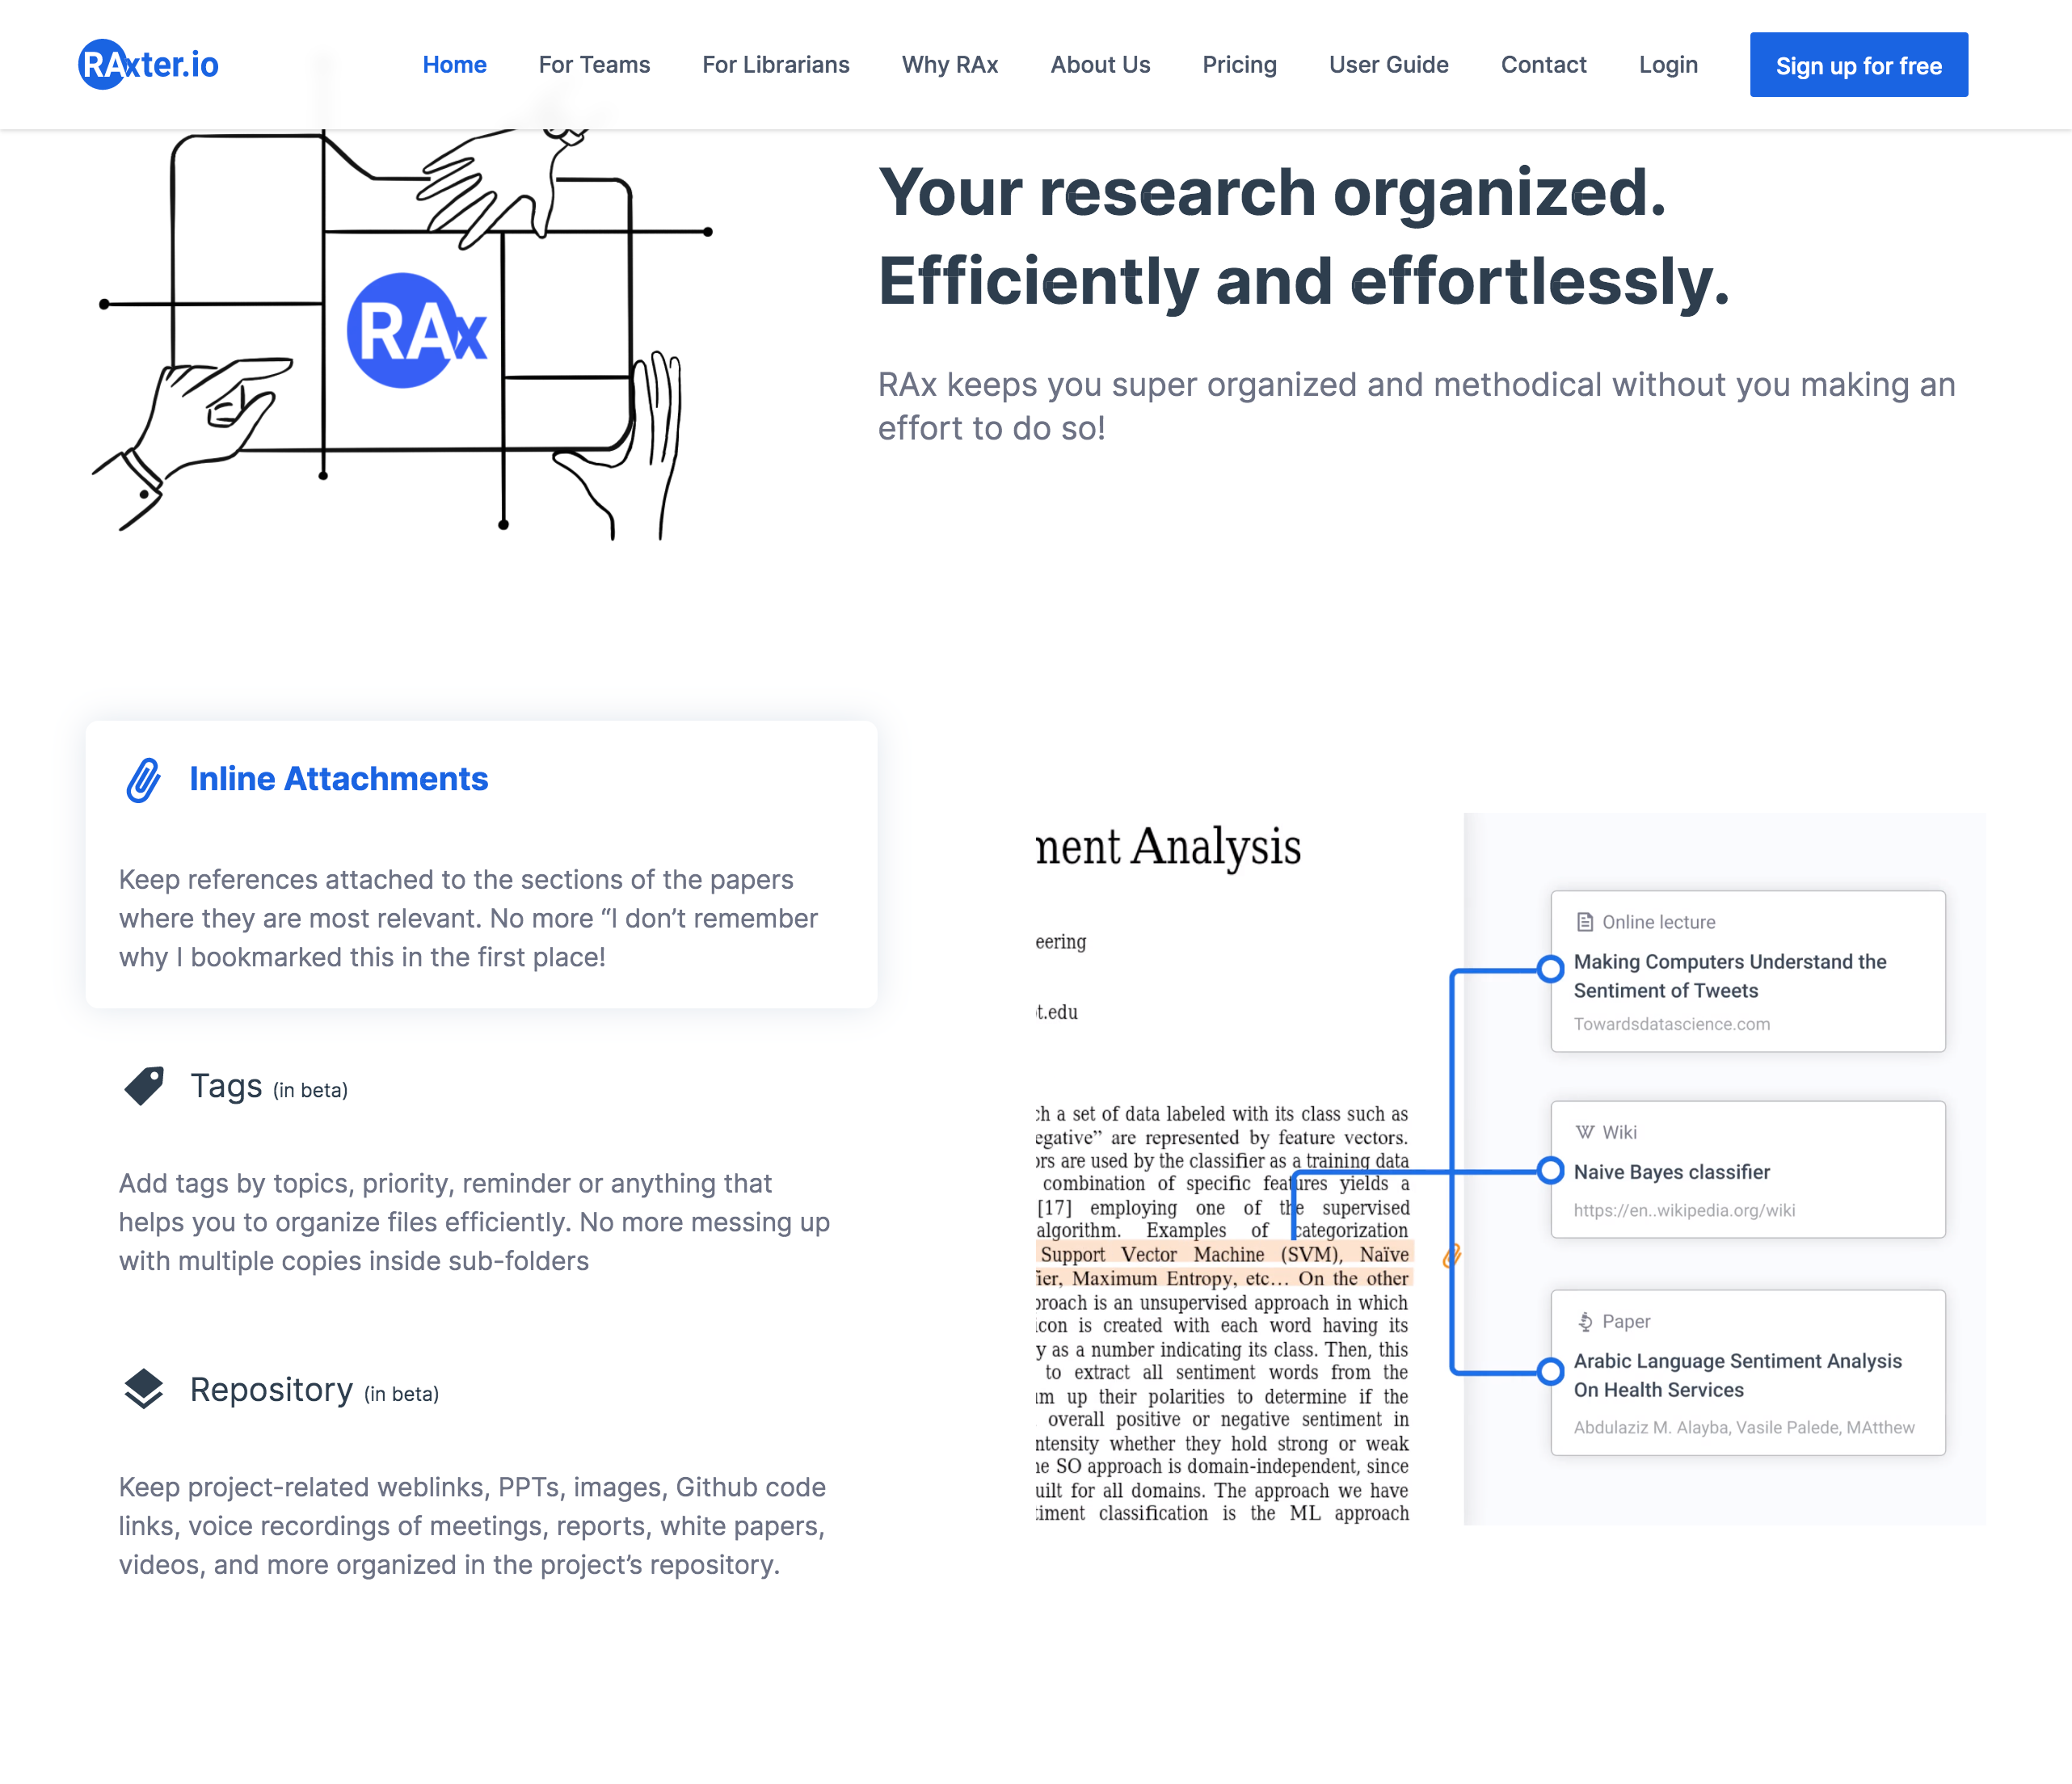 RAxter.io
Home
For Teams
For Librarians
Why RAx
About Us
Pricing
User Guide
Contact
Login
Sign up for free
RAx
Your research organized.
Efficiently and effortlessly.
RAx keeps you super organized and methodical without you making an
effort to do so!
Inline Attachments
Keep references attached to the sections of the papers
where they are most relevant. No more “I don’t remember
why I bookmarked this in the first place!
Tags (in beta)
Add tags by topics, priority, reminder or anything that
helps you to organize files efficiently. No more messing up
with multiple copies inside sub-folders
Repository (in beta)
Keep project-related weblinks, PPTs, images, Github code
links, voice recordings of meetings, reports, white papers,
videos, and more organized in the project’s repository.
ment Analysis
eering
t.edu
ch a set of data labeled with its class such as
egative” are represented by feature vectors.
ors are used by the classifier as a training data
combination of specific features yields a
[17] employing one of the supervised
algorithm. Examples of categorization
Support Vector Machine (SVM), Naïve
ier, Maximum Entropy, etc... On the other
proach is an unsupervised approach in which
icon is created with each word having its
y as a number indicating its class. Then, this
to extract all sentiment words from the
um up their polarities to determine if the
overall positive or negative sentiment in
ntensity whether they hold strong or weak
he SO approach is domain-independent, since
uilt for all domains. The approach we have
timent classification is the ML approach
Online lecture
Making Computers Understand the
Sentiment of Tweets
Towardsdatascience.com
Wiki
Naive Bayes classifier
https://en..wikipedia.org/wiki
Paper
Arabic Language Sentiment Analysis
On Health Services
Abdulaziz M. Alayba, Vasile Palede, MAtthew